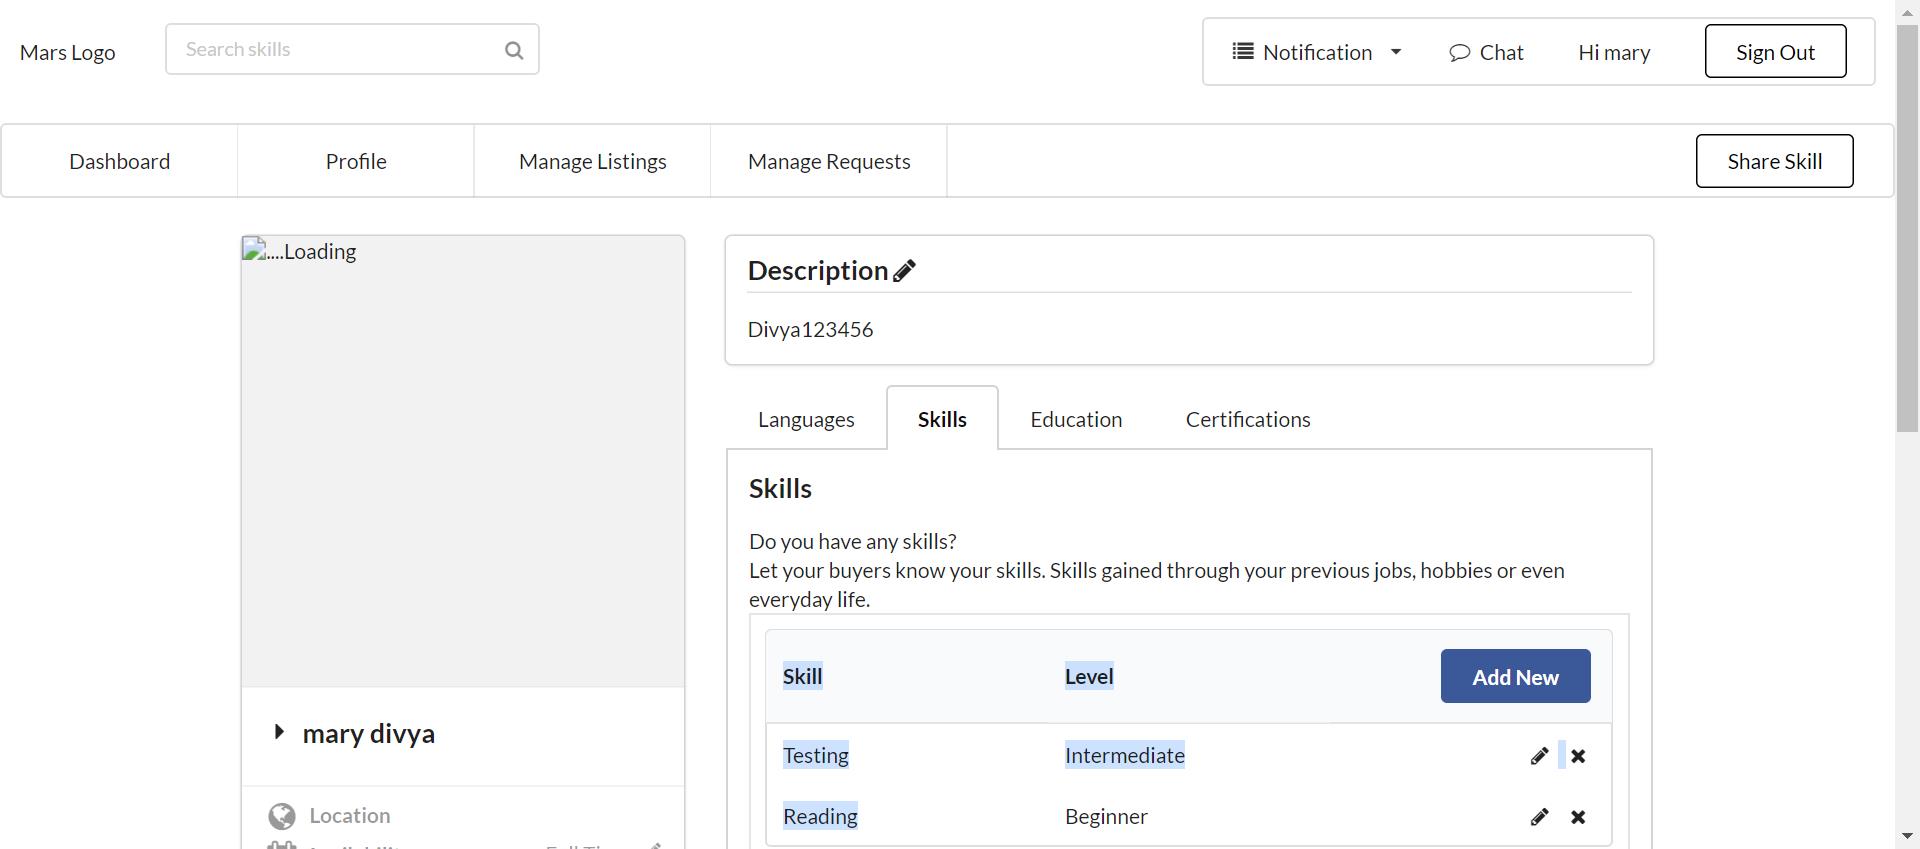 Mars Logo
Search skills
Notification
Chat
Hi mary
Sign Out
Dashboard
Profile
Manage Listings
Manage Requests
Share Skill
....Loading
mary divya
Location
Description
Divya123456
Languages
Skills
Education
Certifications
Skills
Do you have any skills?
Let your buyers know your skills. Skills gained through your previous jobs, hobbies or even
everyday life.
Skill Level Add New
Testing Intermediate
Reading Beginner